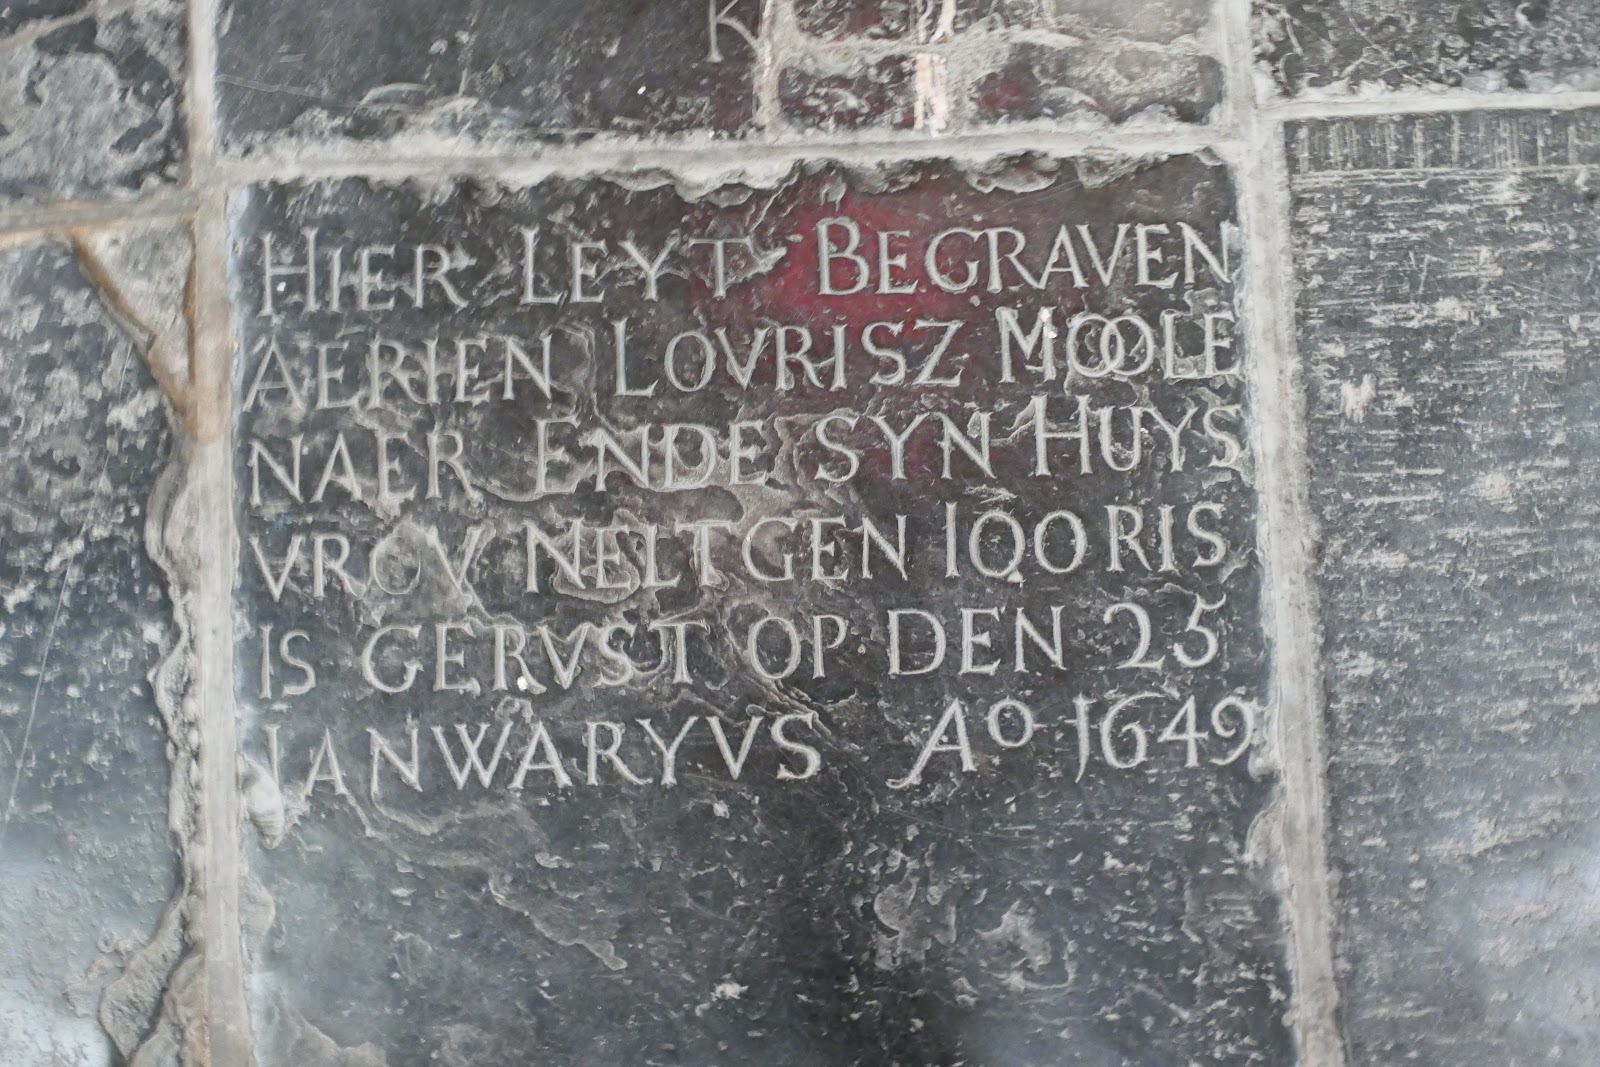 K
HIER LEYT BEGRAVEN
AERIEN LOVRISZ MOOLE
NAER ENDE SYN HUYS
VROV NELTGEN IOORIS
IS GERVST OP DEN 25
IANWARYVS Ao 1649